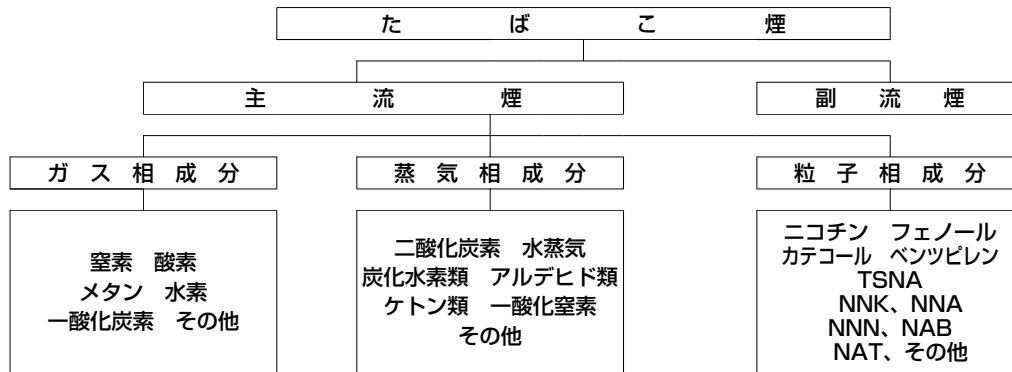 たばこ煙
主流煙
副流煙
ガス相成分
蒸気相成分
粒子相成分
窒素　酸素
メタン　水素
一酸化炭素　その他
二酸化炭素　水蒸気
炭化水素類　アルデヒド類
ケトン類　一酸化窒素
その他
ニコチン　フェノール
カテコール　ベンツピレン
TSNA
NNK、NNA
NNN、NAB
NAT、その他